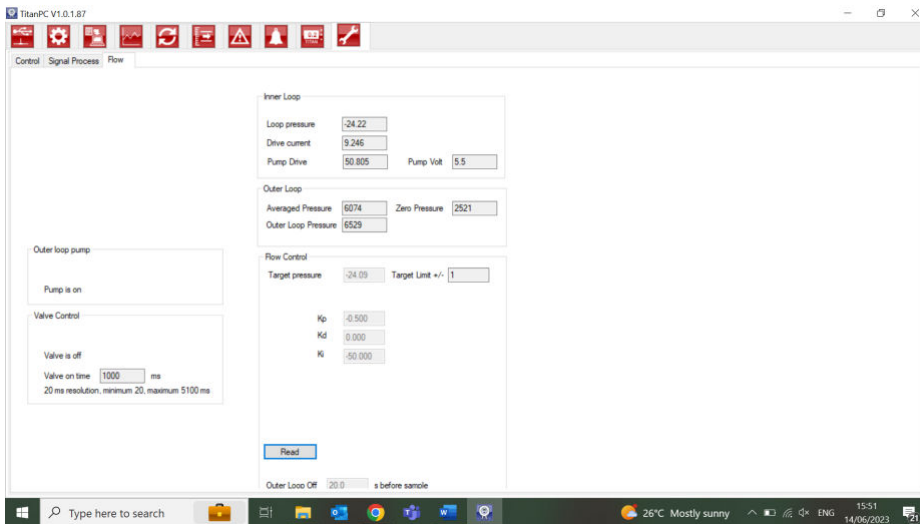 TitanPC V1.0.1.87
Control Signal Process Flow
Inner Loop
Loop pressure -24.22
Drive current 9.246
Pump Drive 50.805 Pump Volt 5.5
Outer Loop
Averaged Pressure 6074 Zero Pressure 2521
Outer Loop Pressure 6529
Outer loop pump
Pump is on
Valve Control
Valve is off
Valve on time 1000 ms
20 ms resolution, minimum 20, maximum 5100 ms
Flow Control
Target pressure -24.09 Target Limit +/- 1
Kp -0.500
Kd 0.000
Ki -50.000
Read
Outer Loop Off 20.0 s before sample
Type here to search
26°C Mostly sunny
ENG
15:51
14/06/2023